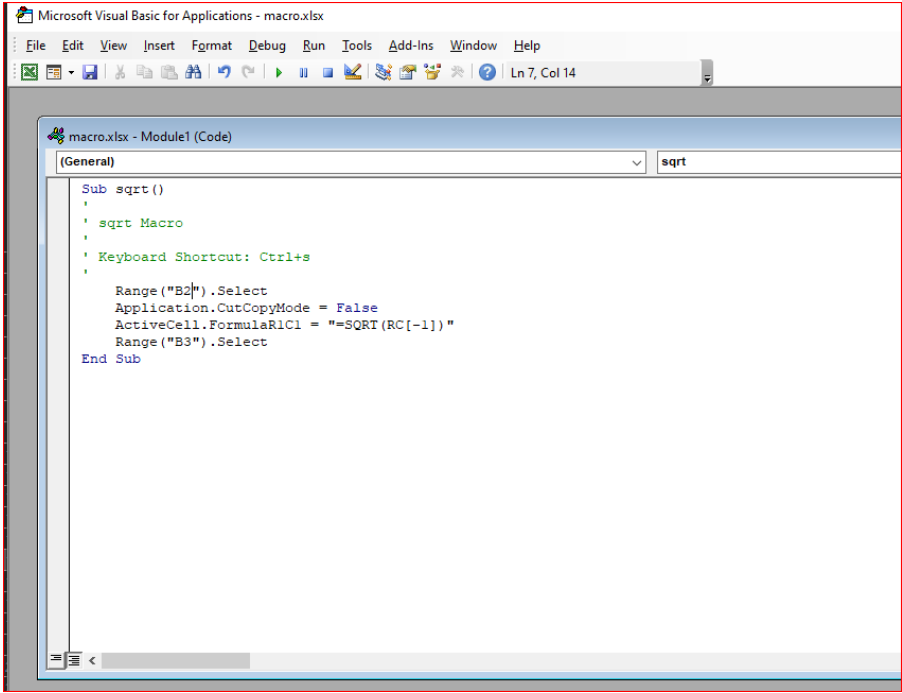 Microsoft Visual Basic for Applications - macro.xlsx
File Edit View Insert Format Debug Run Tools Add-Ins Window Help
Ln 7, Col 14
macro.xlsx - Module1 (Code)
(General) sqrt
Sub sqrt()
'
' sqrt Macro
'
' Keyboard Shortcut: Ctrl+s
'
    Range("B2").Select
    Application.CutCopyMode = False
    ActiveCell.FormulaR1C1 = "=SQRT(RC[-1])"
    Range("B3").Select
End Sub